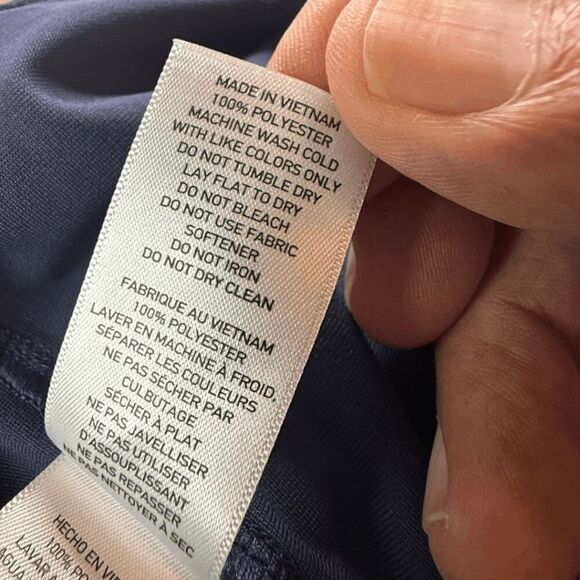 MADE IN VIETNAM
100% POLYESTER
MACHINE WASH COLD
WITH LIKE COLORS ONLY
DO NOT TUMBLE DRY
LAY FLAT TO DRY
DO NOT BLEACH
DO NOT USE FABRIC
SOFTENER
DO NOT IRON
DO NOT DRY CLEAN
FABRIQUE AU VIETNAM
100% POLYESTER
LAVER EN MACHINE À FROID,
SÉPARER LES COULEURS
NE PAS SÉCHER PAR
CULBUTAGE
SÉCHER À PLAT
NE PAS JAVELLISER
NE PAS UTILISER
D'ASSOUPLISSANT
NE PAS REPASSER
NE PAS NETTOYER À SEC
HECHO EN
100%
LAVAR